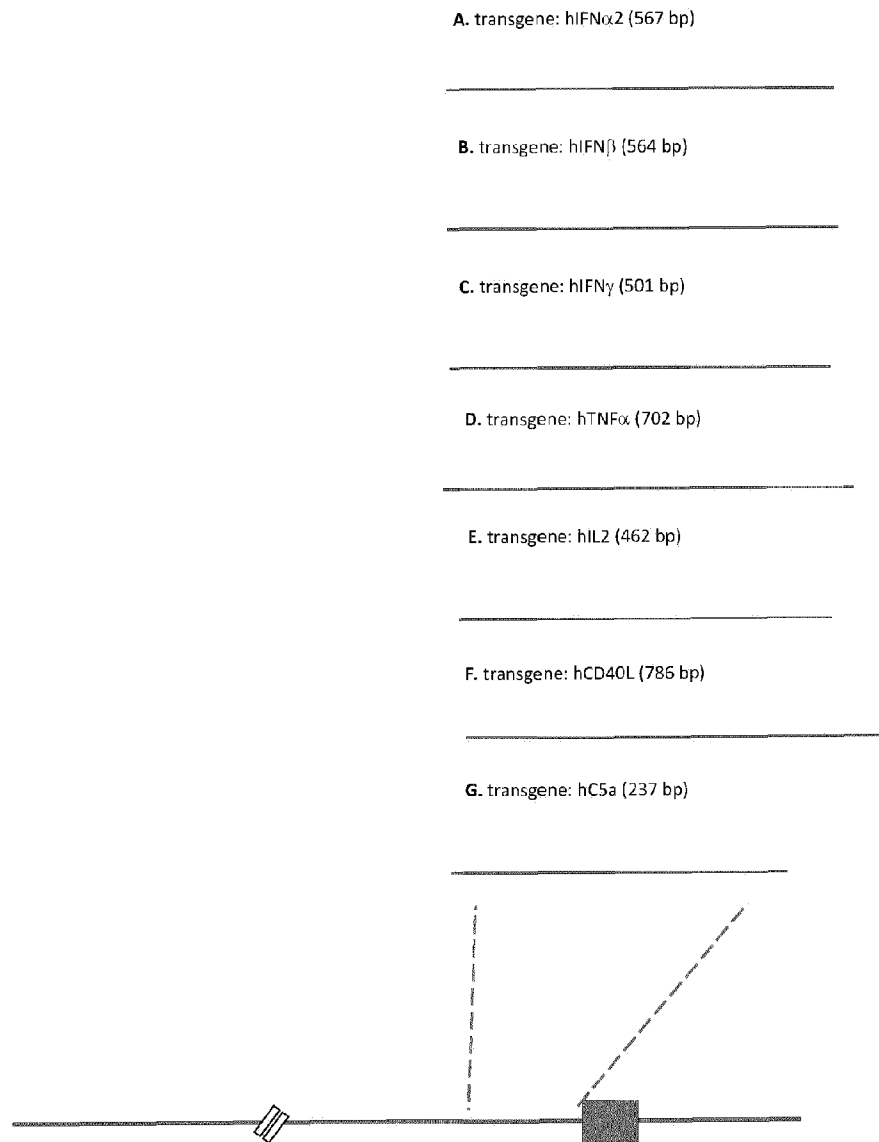 A. transgene: hIFNα2 (567 bp)
B. transgene: hIFNβ (564 bp)
C. transgene: hIFNγ (501 bp)
D. transgene: hTNFα (702 bp)
E. transgene: hIL2 (462 bp)
F. transgene: hCD40L (786 bp)
G. transgene: hC5a (237 bp)